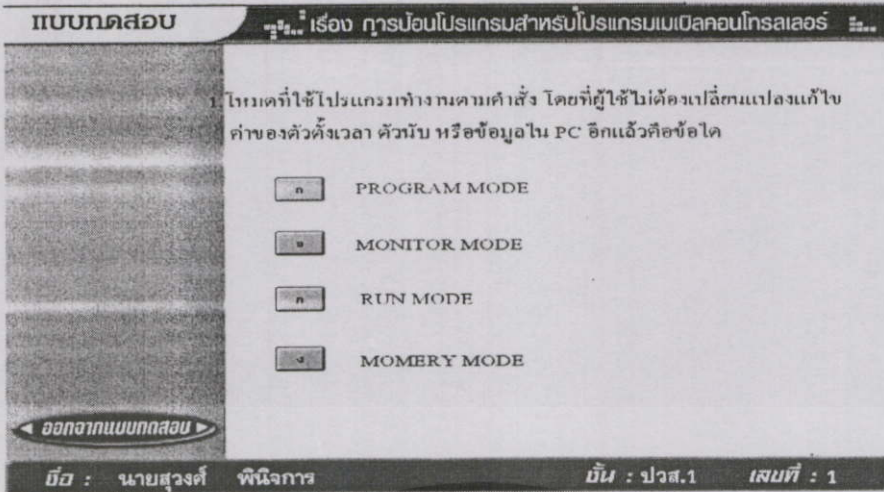 แบบทดสอบ
เรื่อง การป้อนโปรแกรมสำหรับโปรแกรมเมเบิลคอนโทรลเลอร์
1. โหมดที่ใช้โปรแกรมทำงานตามคำสั่ง โดยที่ผู้ใช้ไม่ต้องเปลี่ยนแปลงแก้ไข
ค่าของตัวตั้งเวลา ตัวนับ หรือข้อมูลใน PC อีกแล้วคือข้อใด
ก PROGRAM MODE
ข MONITOR MODE
ค RUN MODE
ง MOMERY MODE
ออกจากแบบทดสอบ
ชื่อ : นายสุวงศ์ พินิจการ ชั้น : ปวส.1 เลขที่ : 1